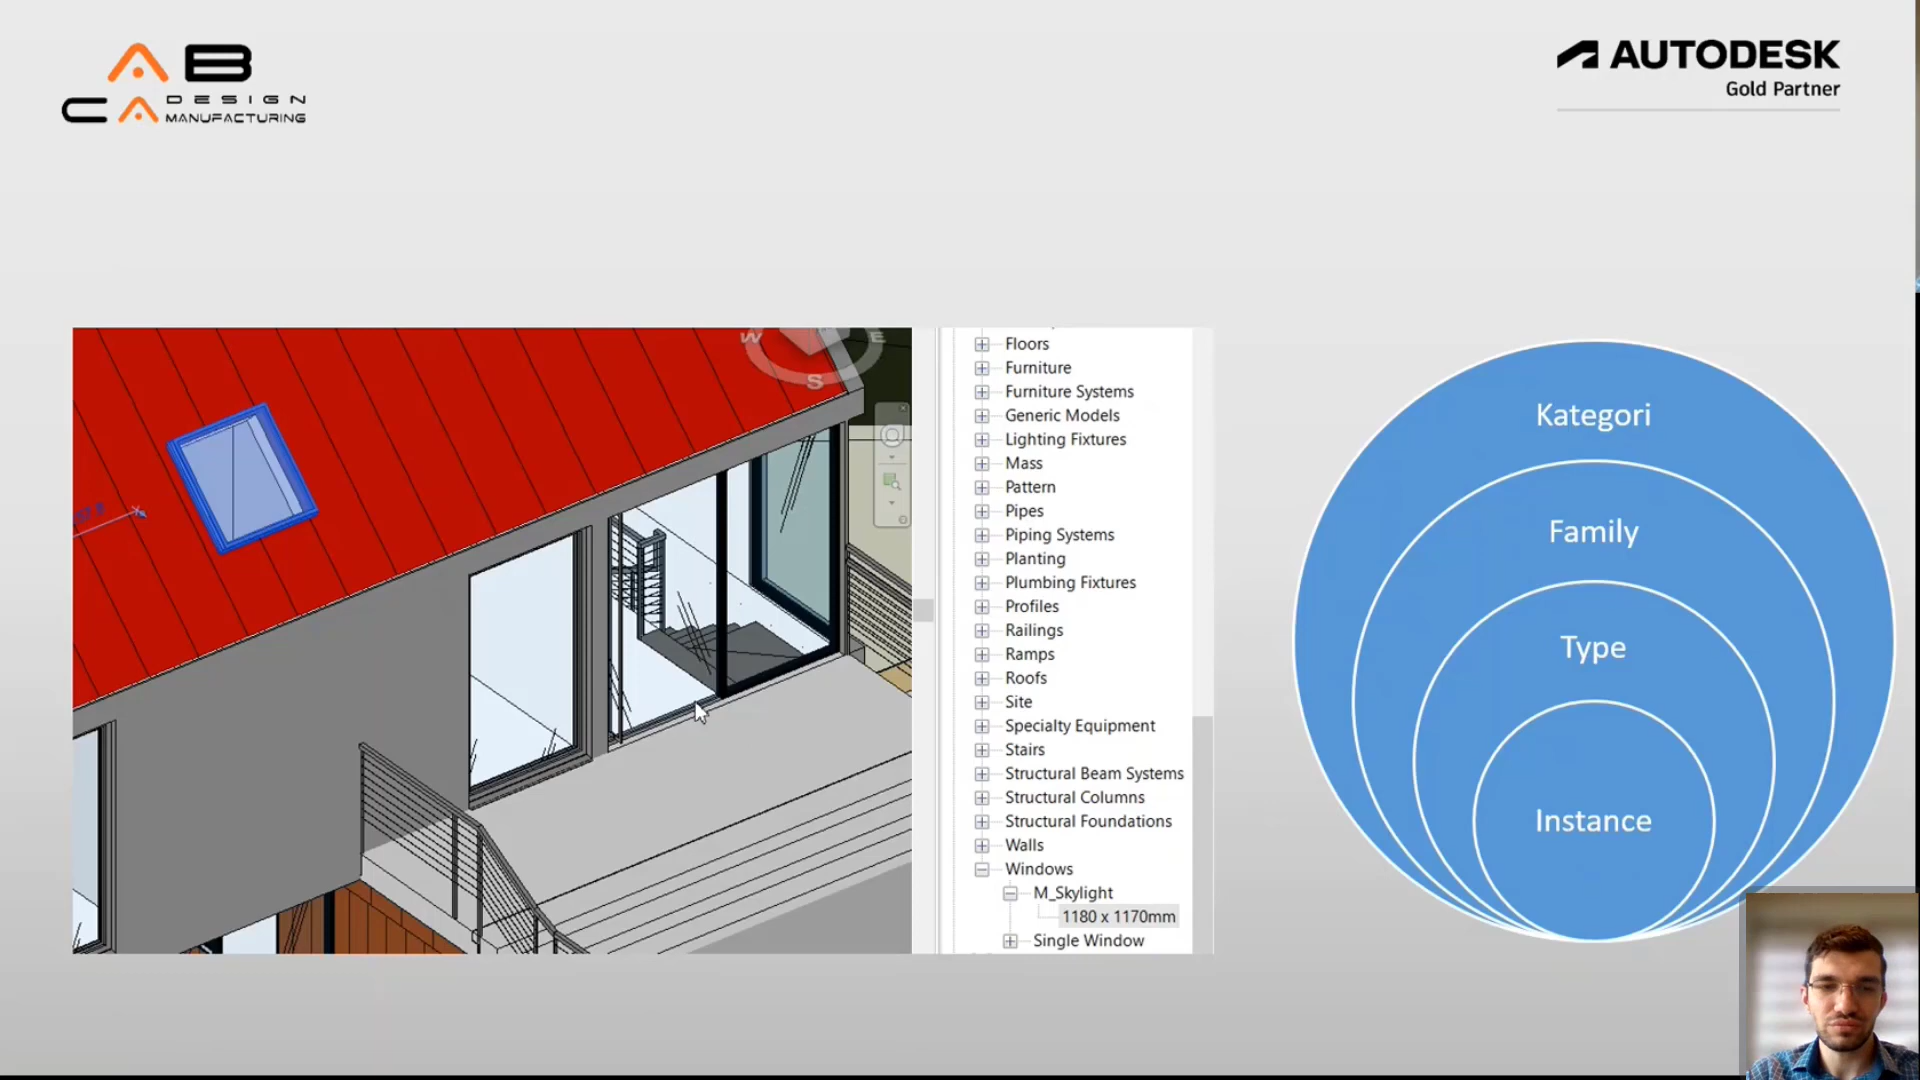 AB
CA DESIGN
MANUFACTURING
AUTODESK
Gold Partner
W
E
S
Floors
Furniture
Furniture Systems
Generic Models
Lighting Fixtures
Mass
Pattern
Pipes
Piping Systems
Planting
Plumbing Fixtures
Profiles
Railings
Ramps
Roofs
Site
Specialty Equipment
Stairs
Structural Beam Systems
Structural Columns
Structural Foundations
Walls
Windows
M_Skylight
1180 x 1170mm
Single Window
Kategori
Family
Type
Instance